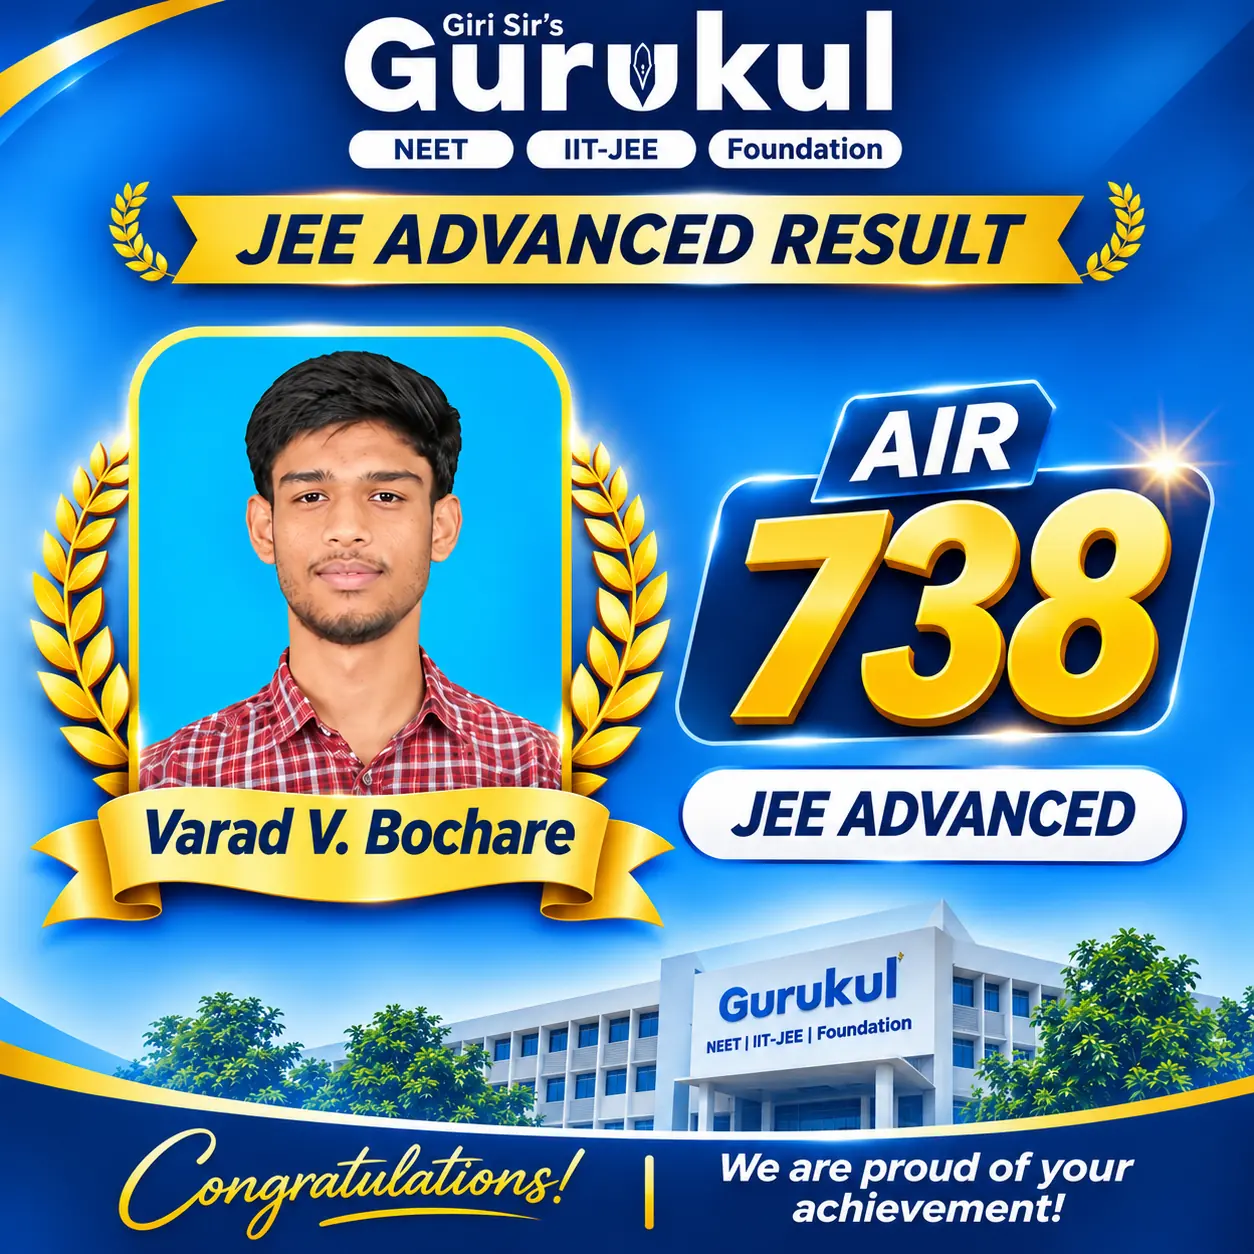 Giri Sir's
Gurukul
NEET IIT-JEE Foundation
JEE ADVANCED RESULT
AIR
738
JEE ADVANCED
Varad V. Bochare
Gurukul
NEET | IIT-JEE | Foundation
Congratulations!
We are proud of your
achievement!